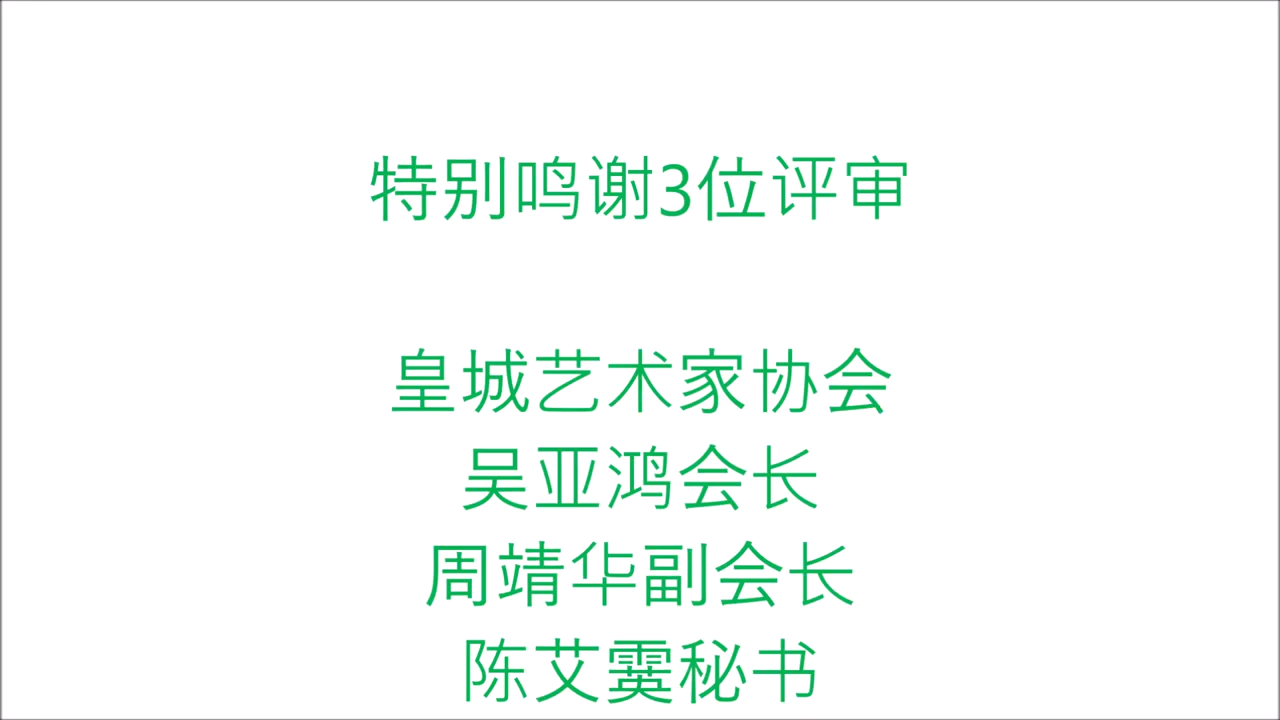 特别鸣谢3位评审
皇城艺术家协会
吴亚鸿会长
周靖华副会长
陈艾霙秘书